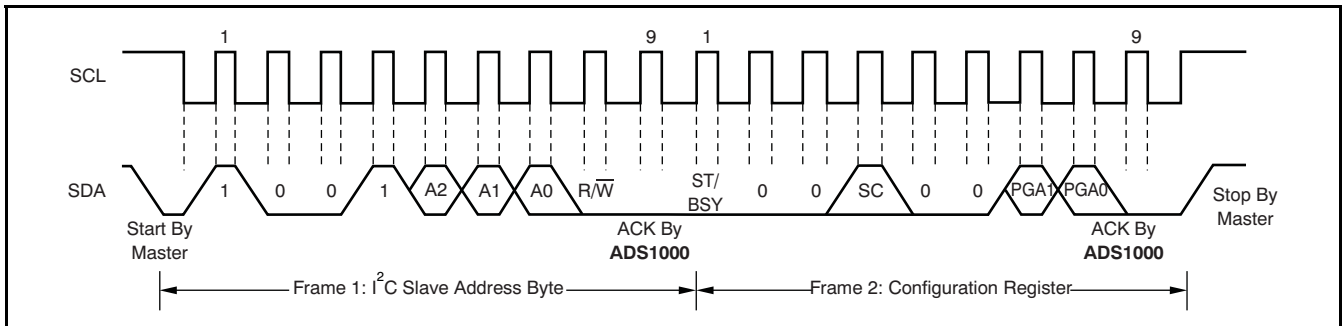 1 9 1 9
SCL
SDA 1 0 0 1 A2 A1 A0 R/W̅ ST/BSY 0 0 SC 0 0 PGA1 PGA0
Start By Master
ACK By ADS1000
ACK By ADS1000
Stop By Master
Frame 1: I²C Slave Address Byte
Frame 2: Configuration Register